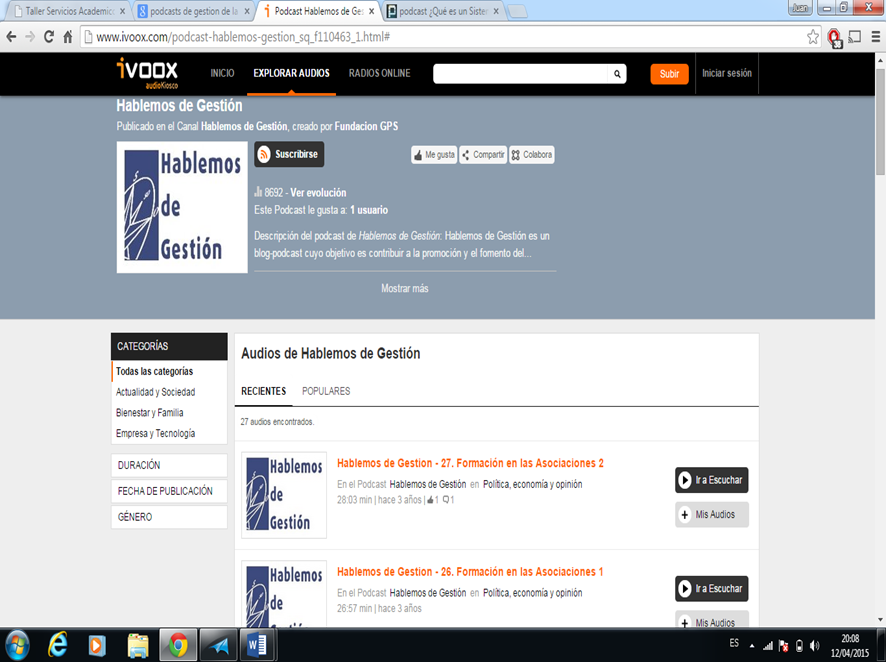 Taller Servicios Academic
podcasts de gestion de la
Podcast Hablemos de Ges
podcast ¿Qué es un Sister
Juan
www.ivoox.com/podcast-hablemos-gestion_sq_f110463_1.html#
iVOOX
audioKiosco
INICIO
EXPLORAR AUDIOS
RADIOS ONLINE
Subir
Iniciar sesión
Hablemos de Gestión
Publicado en el Canal Hablemos de Gestión, creado por Fundacion GPS
Hablemos
de
Gestión
Suscribirse
Me gusta
Compartir
Colabora
8692 - Ver evolución
Este Podcast le gusta a: 1 usuario
Descripción del podcast de Hablemos de Gestión: Hablemos de Gestión es un
blog-podcast cuyo objetivo es contribuir a la promoción y el fomento del...
Mostrar más
CATEGORÍAS
Todas las categorías
Actualidad y Sociedad
Bienestar y Familia
Empresa y Tecnología
DURACIÓN
FECHA DE PUBLICACIÓN
GÉNERO
Audios de Hablemos de Gestión
RECIENTES
POPULARES
27 audios encontrados.
Hablemos
de
Gestión
Hablemos de Gestion - 27. Formación en las Asociaciones 2
En el Podcast Hablemos de Gestión en Política, economía y opinión
28:03 min | hace 3 años | 1 1
Ir a Escuchar
+ Mis Audios
Hablemos
de
Hablemos de Gestion - 26. Formación en las Asociaciones 1
En el Podcast Hablemos de Gestión en Política, economía y opinión
26:57 min | hace 3 años
Ir a Escuchar
+ Mis Audios
ES
20:08
12/04/2015